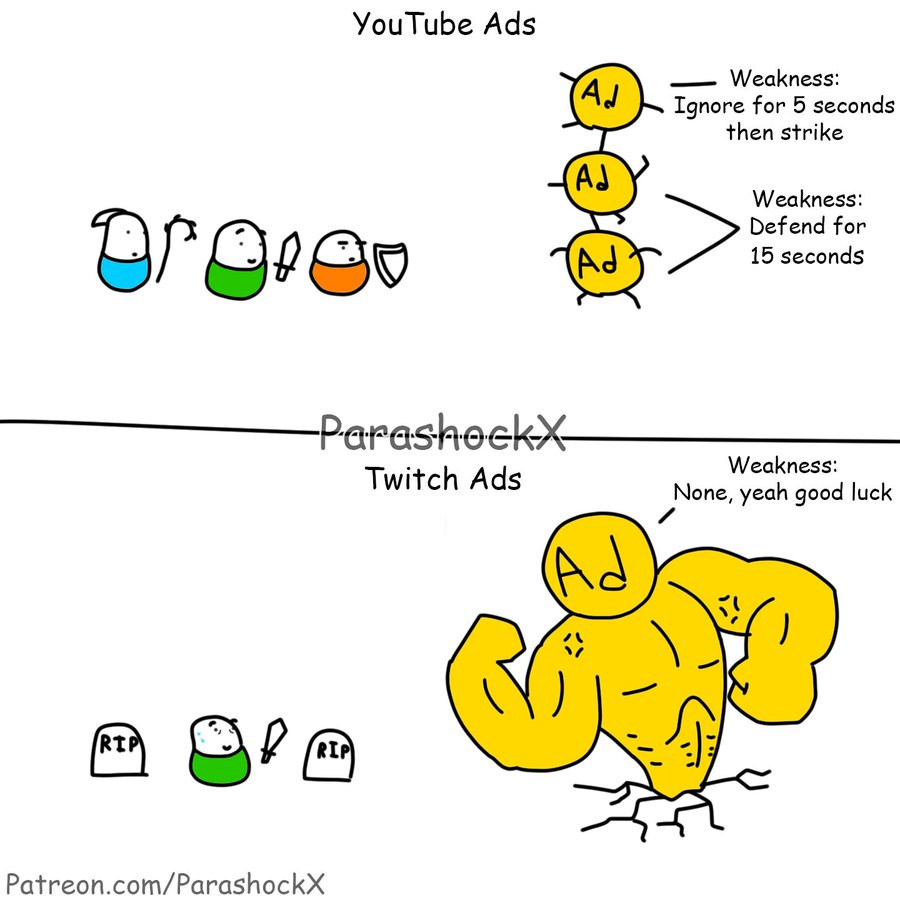 YouTube Ads
Ad
Weakness:
Ignore for 5 seconds
then strike
Ad
Ad
Weakness:
Defend for
15 seconds
ParashockX
Twitch Ads
Weakness:
None, yeah good luck
Ad
RIP
RIP
Patreon.com/ParashockX